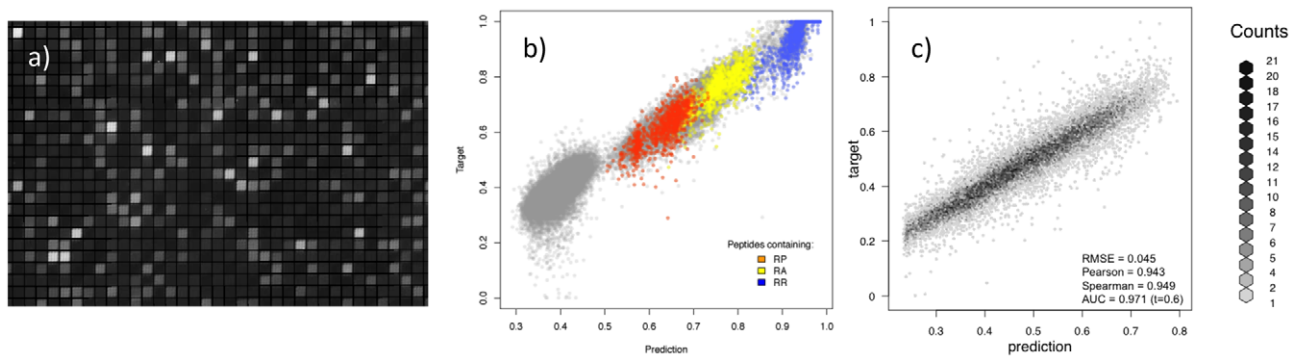 a)
b)
Target
1.0
0.8
0.6
0.4
0.2
0.0
Peptides containing:
RP
RA
RR
0.3
0.4
0.5
0.6
0.7
0.8
0.9
1.0
Prediction
c)
target
1
0.8
0.6
0.4
0.2
0
RMSE = 0.045
Pearson = 0.943
Spearman = 0.949
AUC = 0.971 (t=0.6)
0.3
0.4
0.5
0.6
0.7
0.8
prediction
Counts
21
20
18
17
16
15
14
12
11
10
8
7
6
5
4
2
1